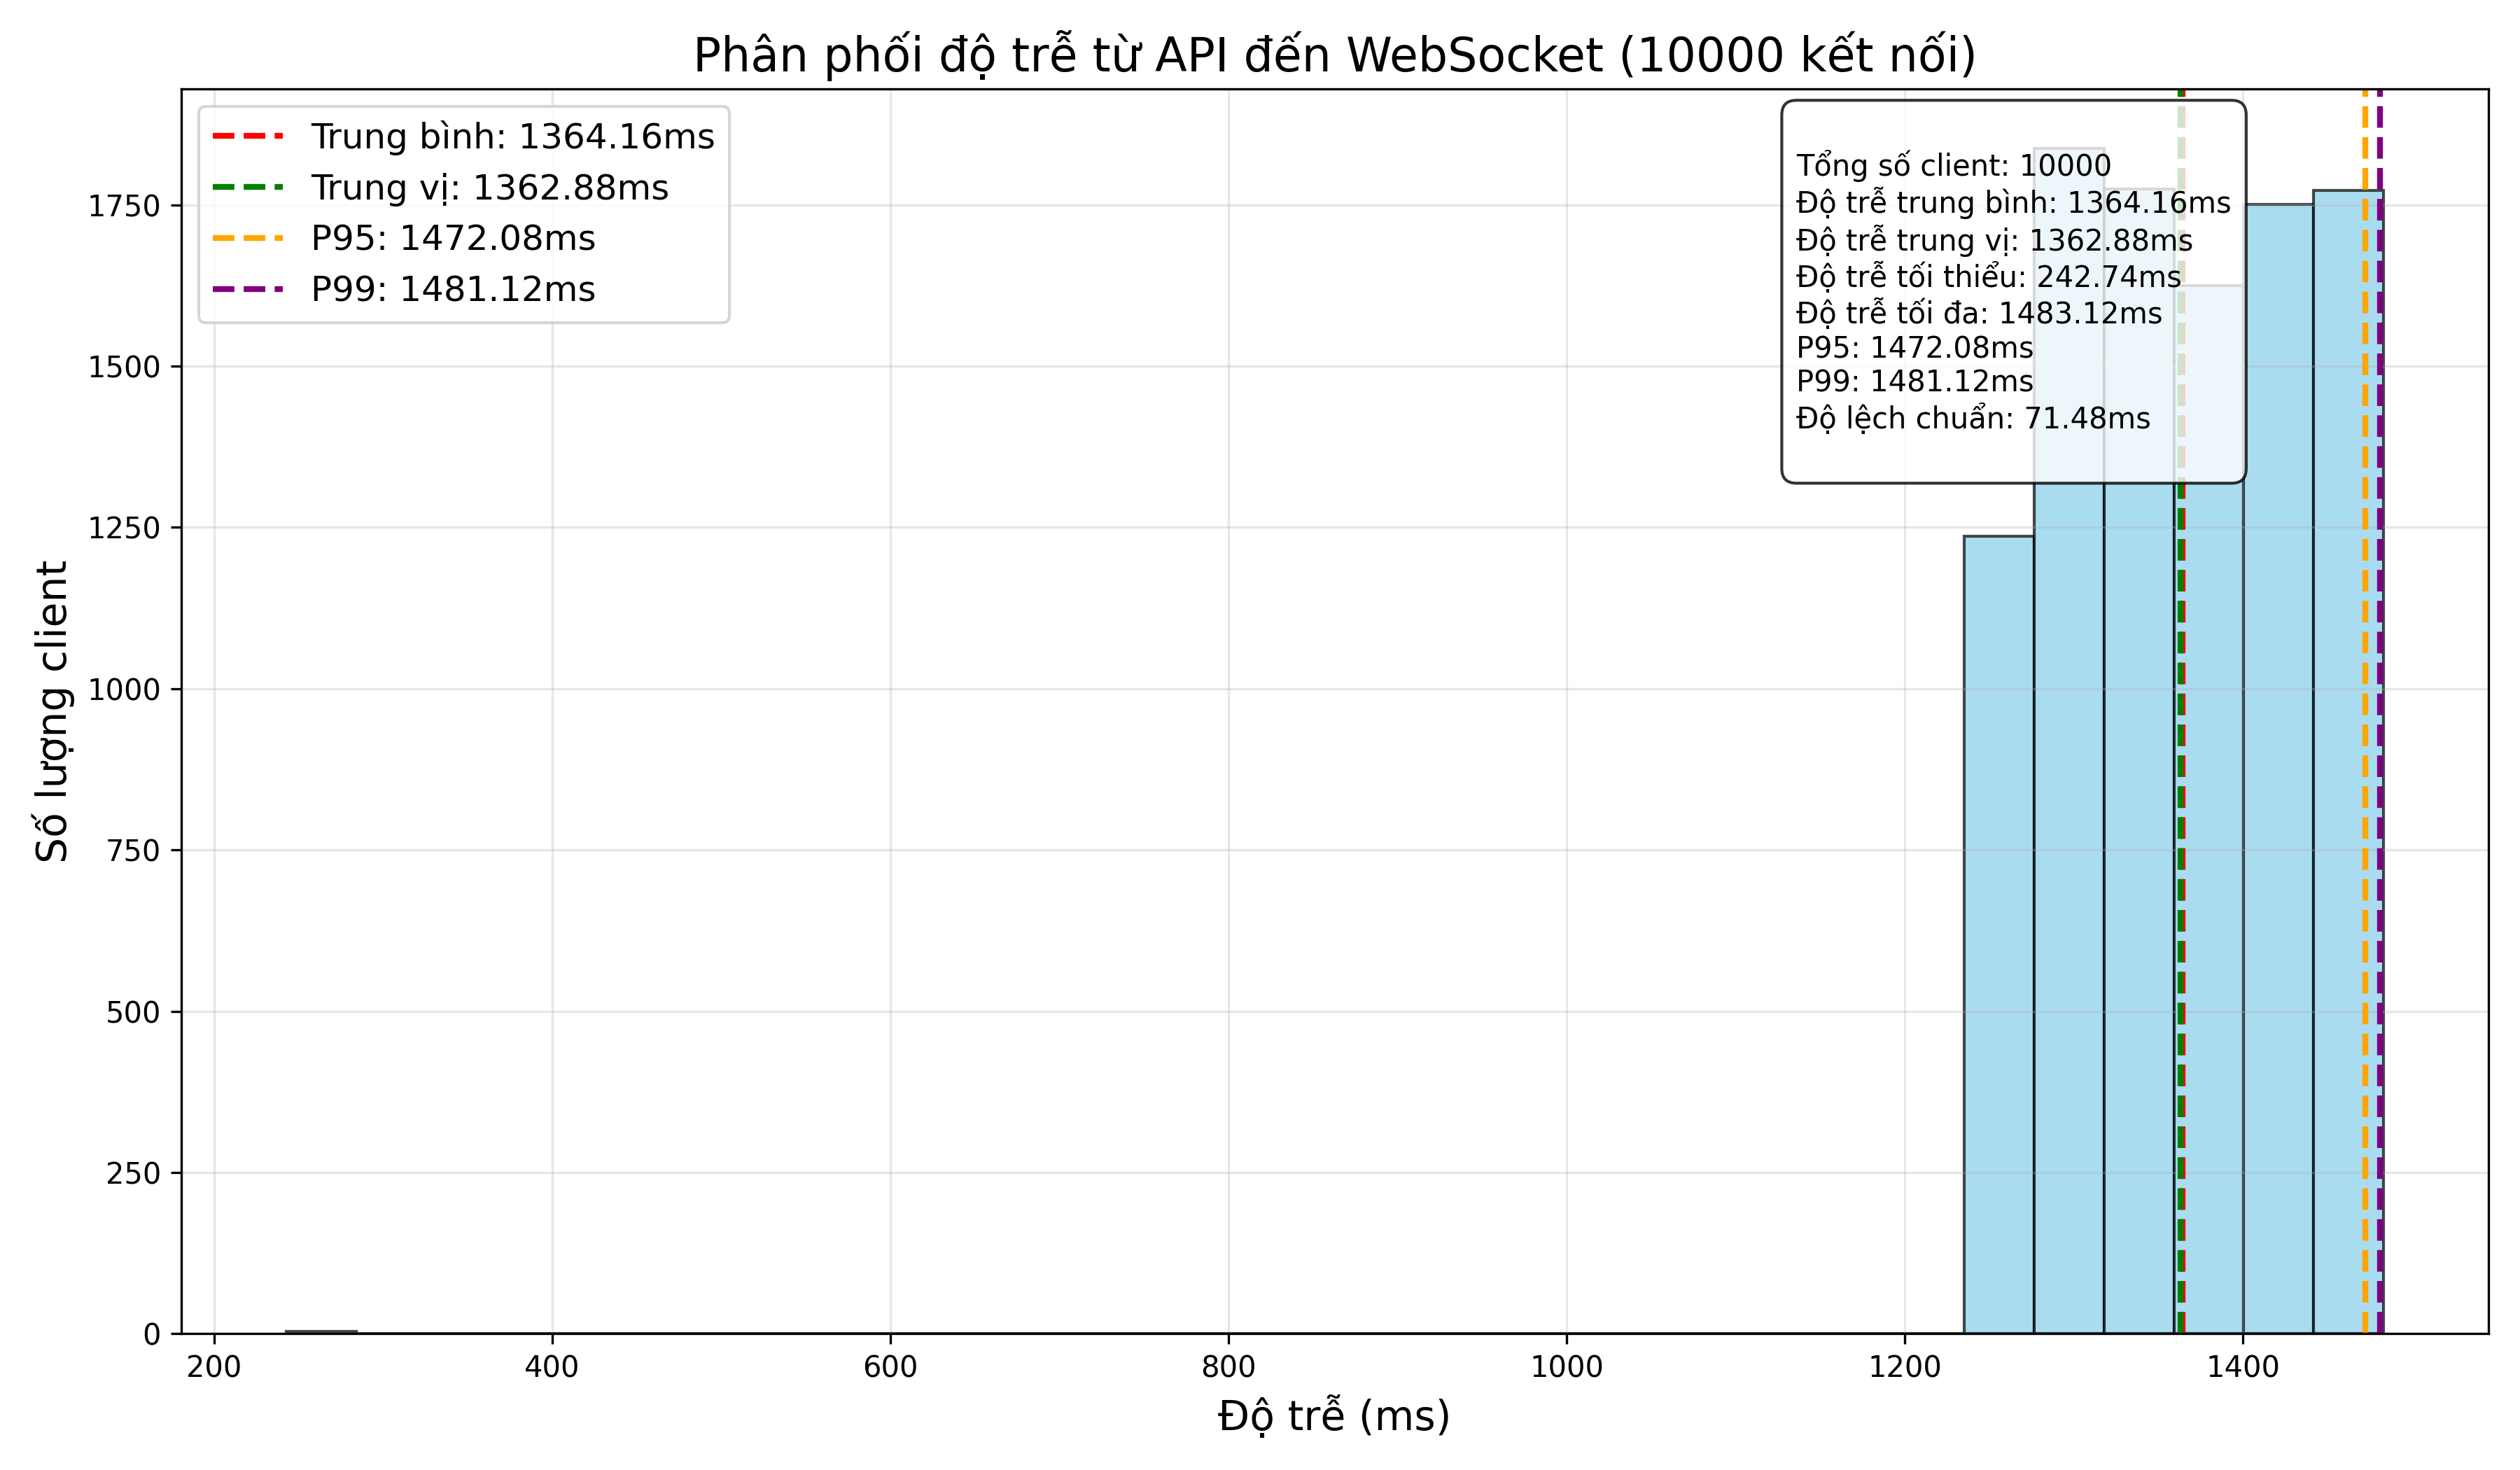 Phân phối độ trễ từ API đến WebSocket (10000 kết nối)
Trung bình: 1364.16ms
Trung vị: 1362.88ms
P95: 1472.08ms
P99: 1481.12ms
Tổng số client: 10000
Độ trễ trung bình: 1364.16ms
Độ trễ trung vị: 1362.88ms
Độ trễ tối thiểu: 242.74ms
Độ trễ tối đa: 1483.12ms
P95: 1472.08ms
P99: 1481.12ms
Độ lệch chuẩn: 71.48ms
Số lượng client
1750
1500
1250
1000
750
500
250
0
200 400 600 800 1000 1200 1400
Độ trễ (ms)